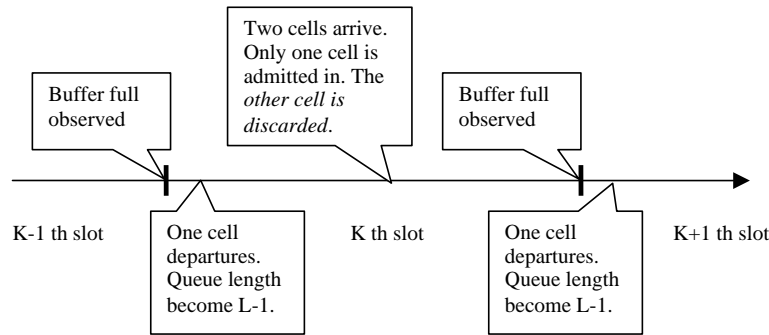 Two cells arrive.
Only one cell is
admitted in. The
other cell is
discarded.
Buffer full
observed
Buffer full
observed
K-1 th slot
One cell
departures.
Queue length
become L-1.
K th slot
One cell
departures.
Queue length
become L-1.
K+1 th slot